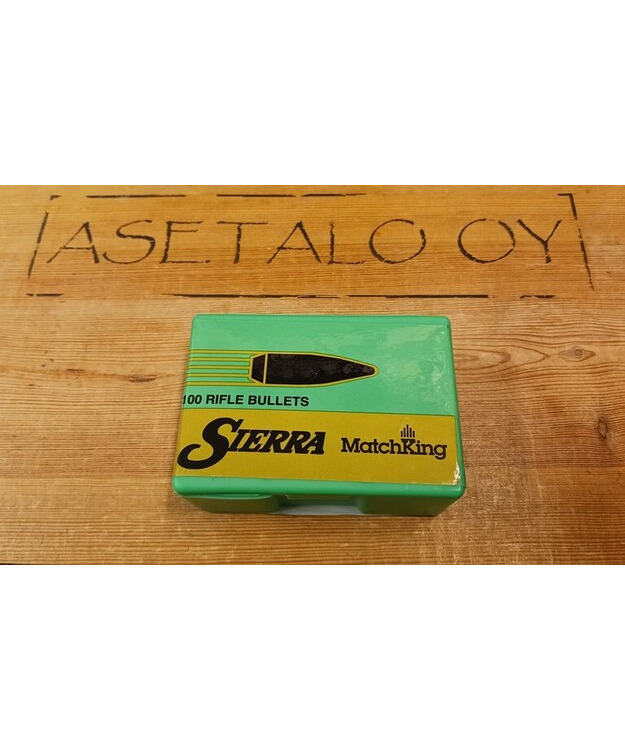 ASETALO OY
100 RIFLE BULLETS
SIERRA MatchKing